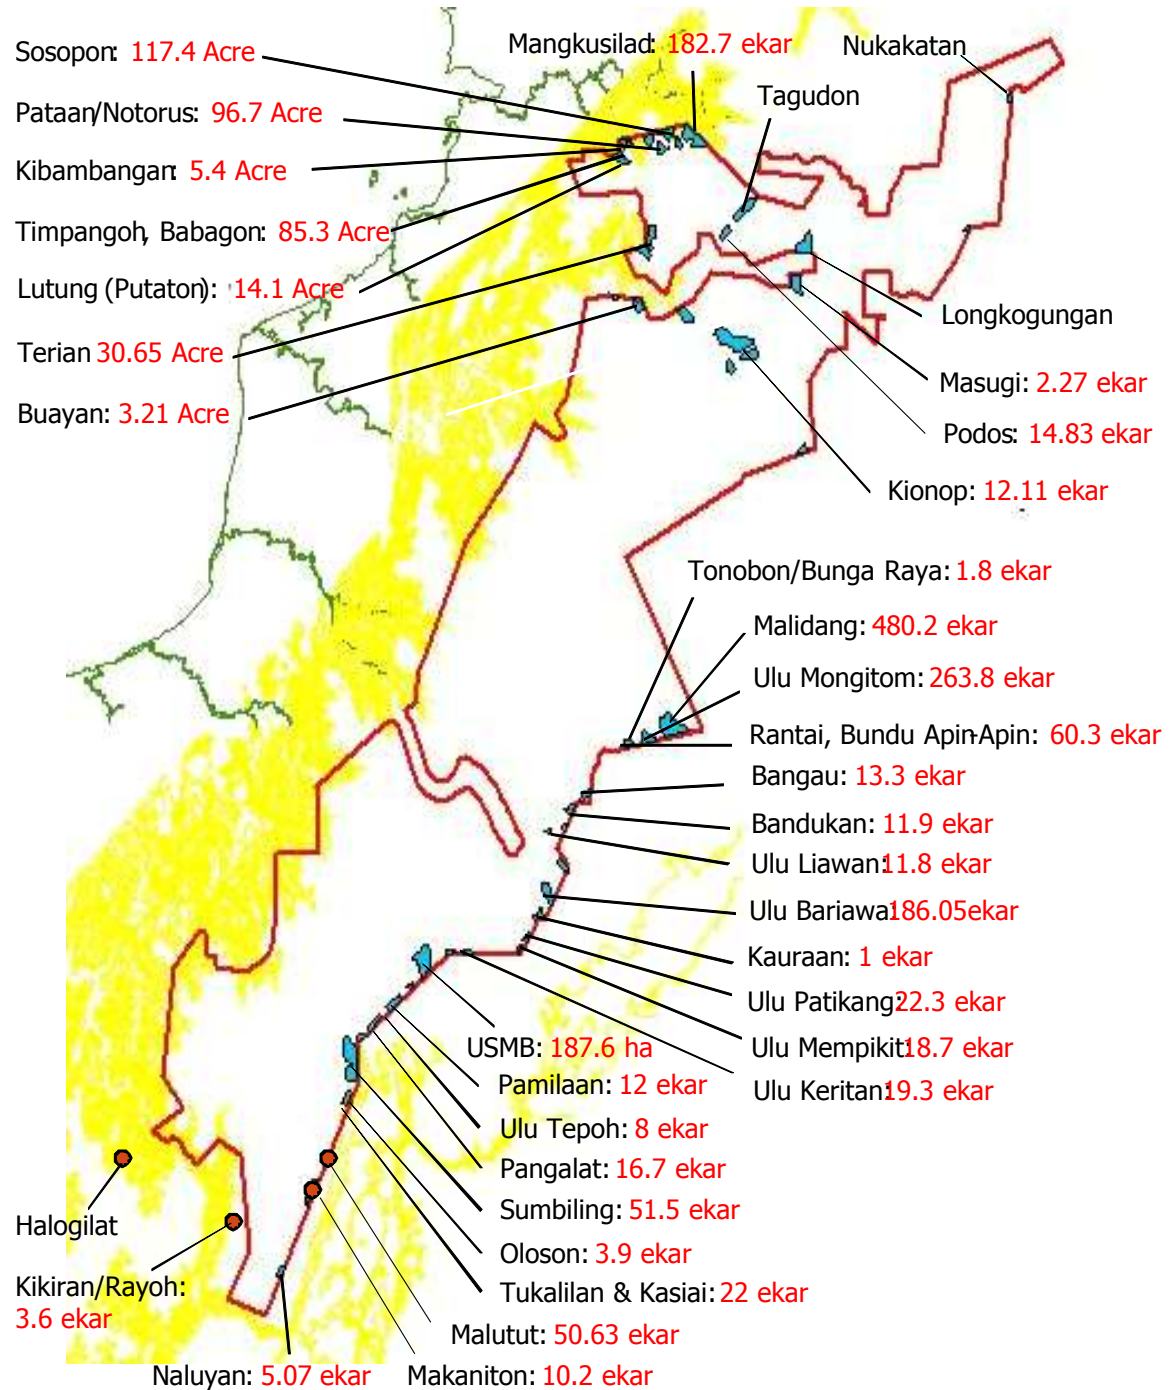 Sosopon: 117.4 Acre
Mangkusilad: 182.7 ekar
Nukakatan
Tagudon
Pataan/Notorus: 96.7 Acre
Kibambangan: 5.4 Acre
Timpangoh, Babagon: 85.3 Acre
Lutung (Putaton): 14.1 Acre
Longkogungan
Terian 30.65 Acre
Masugi: 2.27 ekar
Buayan: 3.21 Acre
Podos: 14.83 ekar
Kionop: 12.11 ekar
Tonobon/Bunga Raya: 1.8 ekar
Malidang: 480.2 ekar
Ulu Mongitom: 263.8 ekar
Rantai, Bundu Apin-Apin: 60.3 ekar
Bangau: 13.3 ekar
Bandukan: 11.9 ekar
Ulu Liawan: 11.8 ekar
Ulu Bariawa: 186.05ekar
Kauraan: 1 ekar
Ulu Patikang: 22.3 ekar
USMB: 187.6 ha
Ulu Mempikit: 18.7 ekar
Pamilaan: 12 ekar
Ulu Keritan: 19.3 ekar
Ulu Tepoh: 8 ekar
Pangalat: 16.7 ekar
Sumbiling: 51.5 ekar
Halogilat
Oloson: 3.9 ekar
Kikiran/Rayoh:
3.6 ekar
Tukalilan & Kasiai: 22 ekar
Malutut: 50.63 ekar
Naluyan: 5.07 ekar
Makaniton: 10.2 ekar